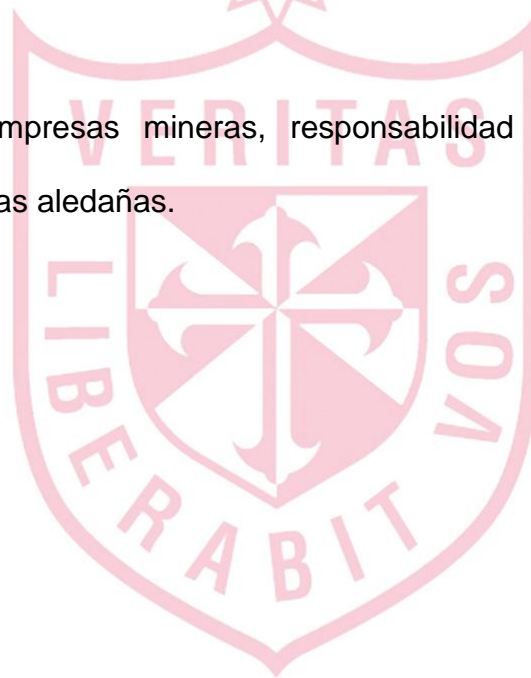 mpresas mineras, responsabilidad
as aledañas.
VERITAS
LIBERABIT VOS